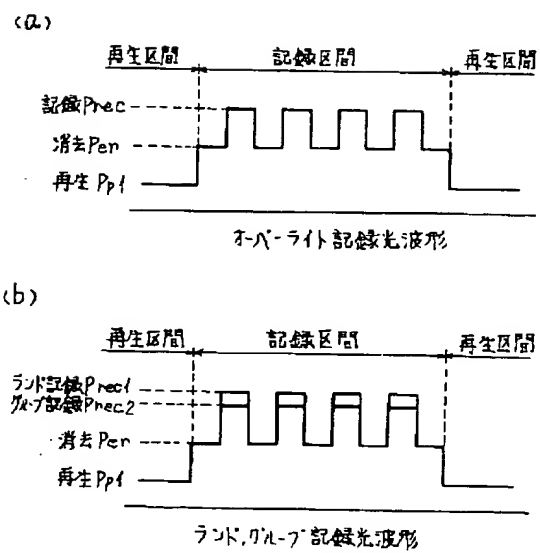 (a)
再生区間 記録区間 再生区間
記録Prec
消去Per
再生Pp1
オーバーライト記録光波形
(b)
再生区間 記録区間 再生区間
ランド記録Prec1
グルーブ記録Prec2
消去Per
再生Pp1
ランド,グルーブ記録光波形